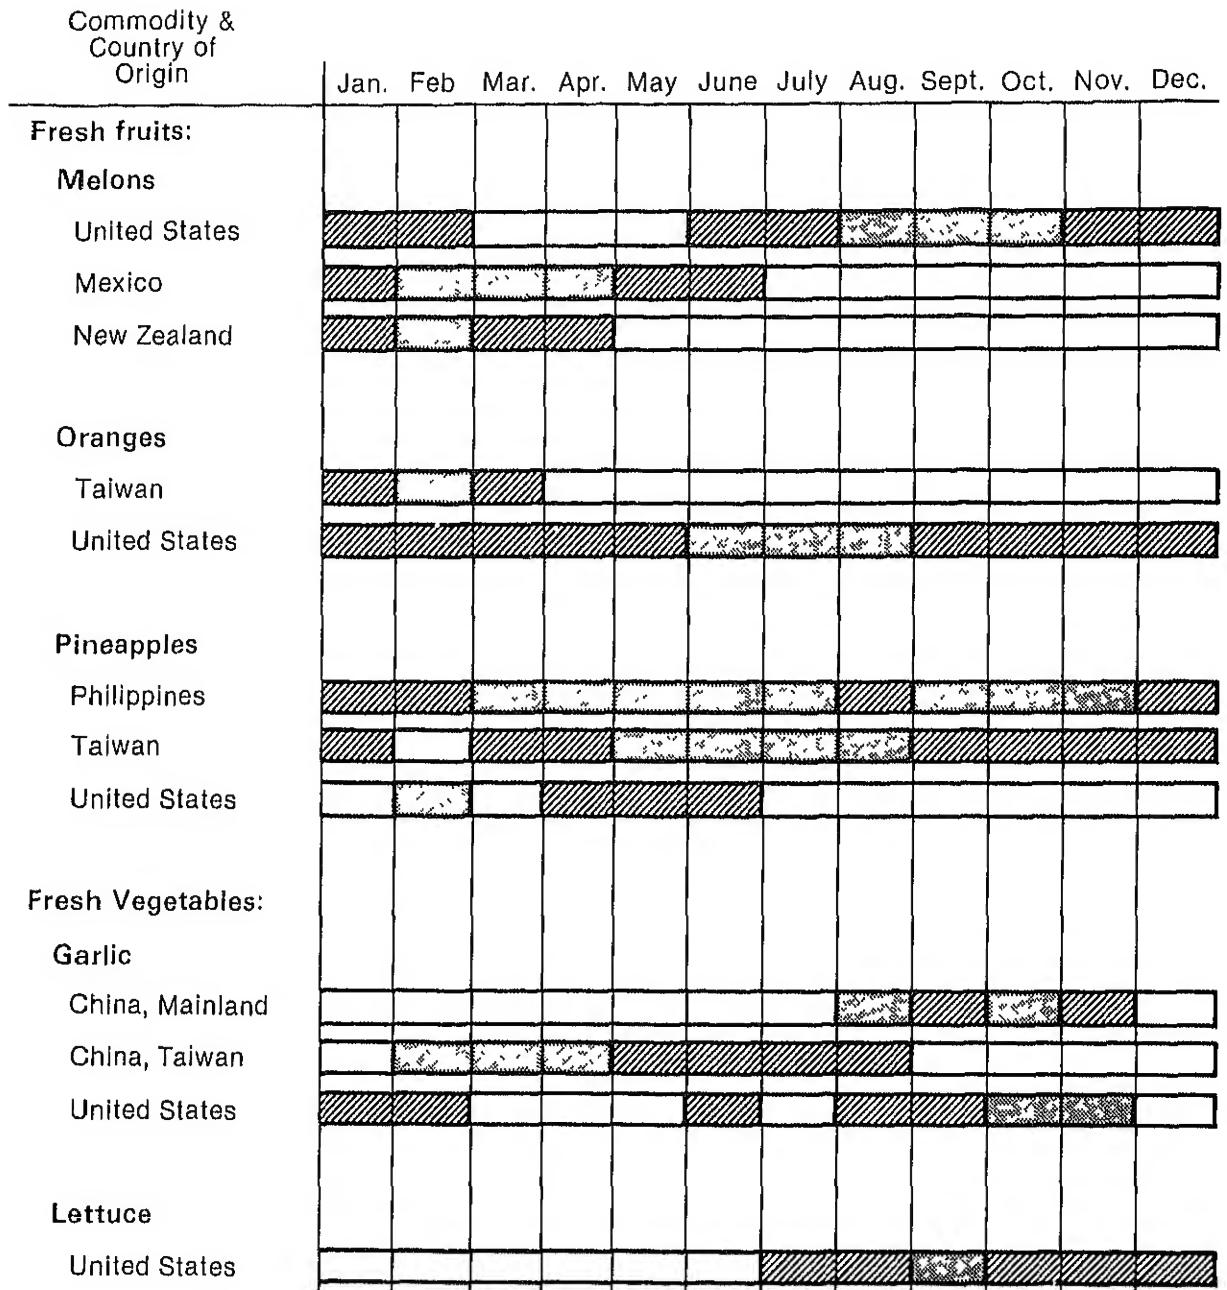 Commodity &
Country of
Origin
Jan. Feb Mar. Apr. May June July Aug. Sept. Oct. Nov. Dec.
Fresh fruits:
Melons
United States
Mexico
New Zealand
Oranges
Taiwan
United States
Pineapples
Philippines
Taiwan
United States
Fresh Vegetables:
Garlic
China, Mainland
China, Taiwan
United States
Lettuce
United States